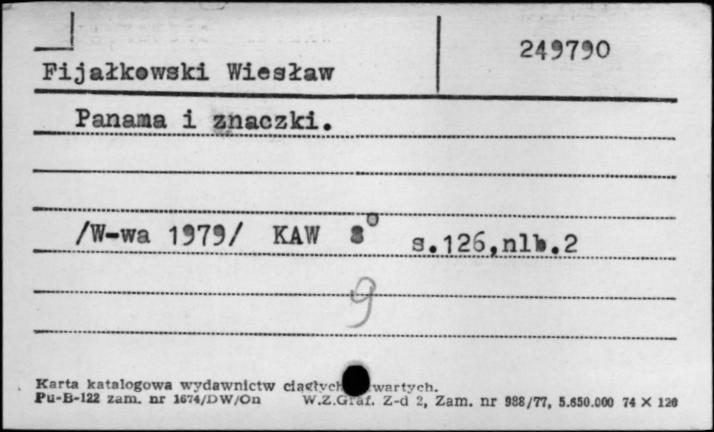 249790
Fijałkowski Wiesław
Panama i znaczki.
/W-wa 1979/ KAW 8° s.126,nlb.2
9
Karta katalogowa wydawnictw ciągłych wartych.
Pu-B-122 zam. nr 1674/DW/On W.Z.Graf. Z-d 2, Zam. nr 988/77, 5.650.000 74 X 120